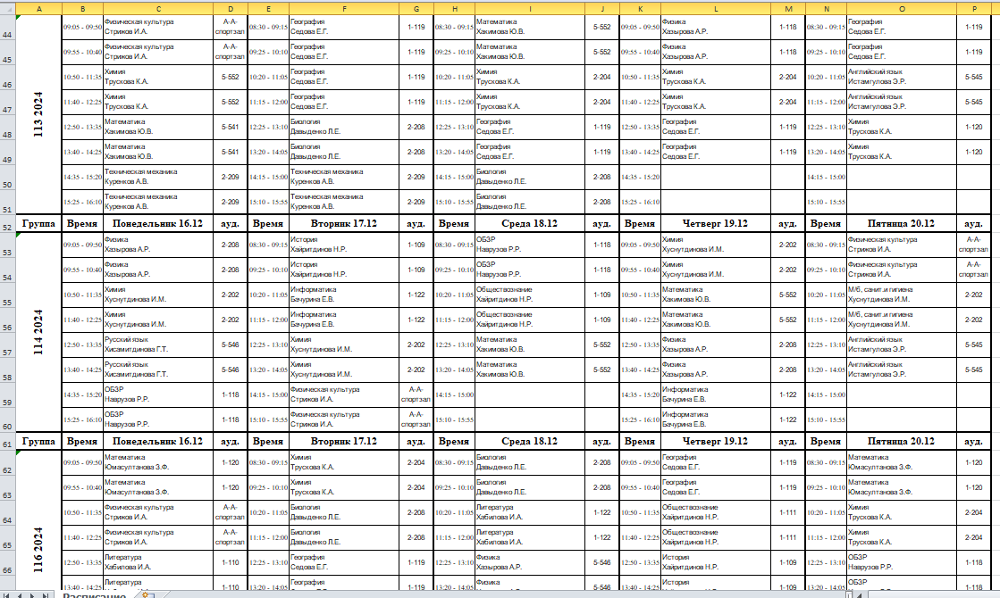 A B C D E F G H I J K L M N O P
44 09:05 - 09:50 Физическая культура Стрижов И.А. А-А-спортзал 08:30 - 09:15 География Седова Е.Г. 1-119 08:30 - 09:15 Математика Хакимова Ю.В. 5-552 09:05 - 09:50 Физика Хазырова А.Р. 1-118 08:30 - 09:15 География Седова Е.Г. 1-119
45 09:55 - 10:40 Физическая культура Стрижов И.А. А-А-спортзал 09:25 - 10:10 География Седова Е.Г. 1-119 09:25 - 10:10 Математика Хакимова Ю.В. 5-552 09:55 - 10:40 Физика Хазырова А.Р. 1-118 09:25 - 10:10 География Седова Е.Г. 1-119
46 10:50 - 11:35 Химия Трускова К.А. 5-552 10:20 - 11:05 География Седова Е.Г. 1-119 10:20 - 11:05 Химия Трускова К.А. 2-204 10:50 - 11:35 Химия Трускова К.А. 2-204 10:20 - 11:05 Английский язык Истамгулова Э.Р. 5-545
113 2024
47 11:40 - 12:25 Химия Трускова К.А. 5-552 11:15 - 12:00 География Седова Е.Г. 1-119 11:15 - 12:00 Химия Трускова К.А. 2-204 11:40 - 12:25 Химия Трускова К.А. 2-204 11:15 - 12:00 Английский язык Истамгулова Э.Р. 5-545
48 12:50 - 13:35 Математика Хакимова Ю.В. 5-541 12:25 - 13:10 Биология Давыденко Л.Е. 2-208 12:25 - 13:10 География Седова Е.Г. 1-119 12:50 - 13:35 География Седова Е.Г. 1-119 12:25 - 13:10 Химия Трускова К.А. 1-120
49 13:40 - 14:25 Математика Хакимова Ю.В. 5-541 13:20 - 14:05 Биология Давыденко Л.Е. 2-208 13:20 - 14:05 География Седова Е.Г. 1-119 13:40 - 14:25 География Седова Е.Г. 1-119 13:20 - 14:05 Химия Трускова К.А. 1-120
50 14:35 - 15:20 Техническая механика Куренков А.В. 2-209 14:15 - 15:00 Техническая механика Куренков А.В. 2-209 14:15 - 15:00 Биология Давыденко Л.Е. 2-208 14:35 - 15:20 14:15 - 15:00
51 15:25 - 16:10 Техническая механика Куренков А.В. 2-209 15:10 - 15:55 Техническая механика Куренков А.В. 2-209 15:10 - 15:55 Биология Давыденко Л.Е. 2-208 15:25 - 16:10 15:10 - 15:55
52 Группа Время Понедельник 16.12 ауд. Время Вторник 17.12 ауд. Время Среда 18.12 ауд. Время Четверг 19.12 ауд. Время Пятница 20.12 ауд.
53 09:05 - 09:50 Физика Хазырова А.Р. 2-208 08:30 - 09:15 История Хайритдинов Н.Р. 1-109 08:30 - 09:15 ОБЗР Наврузов Р.Р. 1-118 09:05 - 09:50 Химия Хуснутдинова И.М. 2-202 08:30 - 09:15 Физическая культура Стрижов И.А. А-А-спортзал
54 09:55 - 10:40 Физика Хазырова А.Р. 2-208 09:25 - 10:10 История Хайритдинов Н.Р. 1-109 09:25 - 10:10 ОБЗР Наврузов Р.Р. 1-118 09:55 - 10:40 Химия Хуснутдинова И.М. 2-202 09:25 - 10:10 Физическая культура Стрижов И.А. А-А-спортзал
55 10:50 - 11:35 Химия Хуснутдинова И.М. 2-202 10:20 - 11:05 Информатика Бачурина Е.В. 1-122 10:20 - 11:05 Обществознание Хайритдинов Н.Р. 1-109 10:50 - 11:35 Математика Хакимова Ю.В. 5-552 10:20 - 11:05 М/б, санит.и гигиена Хуснутдинова И.М. 2-202
114 2024
56 11:40 - 12:25 Химия Хуснутдинова И.М. 2-202 11:15 - 12:00 Информатика Бачурина Е.В. 1-122 11:15 - 12:00 Обществознание Хайритдинов Н.Р. 1-109 11:40 - 12:25 Математика Хакимова Ю.В. 5-552 11:15 - 12:00 М/б, санит.и гигиена Хуснутдинова И.М. 2-202
57 12:50 - 13:35 Русский язык Хисамитдинова Г.Т. 5-546 12:25 - 13:10 Химия Хуснутдинова И.М. 2-202 12:25 - 13:10 Математика Хакимова Ю.В. 5-552 12:50 - 13:35 Физика Хазырова А.Р. 2-208 12:25 - 13:10 Английский язык Истамгулова Э.Р. 5-545
58 13:40 - 14:25 Русский язык Хисамитдинова Г.Т. 5-546 13:20 - 14:05 Химия Хуснутдинова И.М. 2-202 13:20 - 14:05 Математика Хакимова Ю.В. 5-552 13:40 - 14:25 Физика Хазырова А.Р. 2-208 13:20 - 14:05 Английский язык Истамгулова Э.Р. 5-545
59 14:35 - 15:20 ОБЗР Наврузов Р.Р. 1-118 14:15 - 15:00 Физическая культура Стрижов И.А. А-А-спортзал 14:15 - 15:00 14:35 - 15:20 Информатика Бачурина Е.В. 1-122 14:15 - 15:00
60 15:25 - 16:10 ОБЗР Наврузов Р.Р. 1-118 15:10 - 15:55 Физическая культура Стрижов И.А. А-А-спортзал 15:10 - 15:55 15:25 - 16:10 Информатика Бачурина Е.В. 1-122 15:10 - 15:55
61 Группа Время Понедельник 16.12 ауд. Время Вторник 17.12 ауд. Время Среда 18.12 ауд. Время Четверг 19.12 ауд. Время Пятница 20.12 ауд.
62 09:05 - 09:50 Математика Юмасултанова З.Ф. 1-120 08:30 - 09:15 Химия Трускова К.А. 2-204 08:30 - 09:15 Биология Давыденко Л.Е. 2-208 09:05 - 09:50 География Седова Е.Г. 1-119 08:30 - 09:15 Математика Юмасултанова З.Ф. 1-120
63 09:55 - 10:40 Математика Юмасултанова З.Ф. 1-120 09:25 - 10:10 Химия Трускова К.А. 2-204 09:25 - 10:10 Биология Давыденко Л.Е. 2-208 09:55 - 10:40 География Седова Е.Г. 1-119 09:25 - 10:10 Математика Юмасултанова З.Ф. 1-120
64 10:50 - 11:35 Физическая культура Стрижов И.А. А-А-спортзал 10:20 - 11:05 Биология Давыденко Л.Е. 2-208 10:20 - 11:05 Литература Хабилова И.А. 1-122 10:50 - 11:35 Обществознание Хайритдинов Н.Р. 1-111 10:20 - 11:05 Химия Трускова К.А. 2-204
116 2024
65 11:40 - 12:25 Физическая культура Стрижов И.А. А-А-спортзал 11:15 - 12:00 Биология Давыденко Л.Е. 2-208 11:15 - 12:00 Литература Хабилова И.А. 1-122 11:40 - 12:25 Обществознание Хайритдинов Н.Р. 1-111 11:15 - 12:00 Химия Трускова К.А. 2-204
66 12:50 - 13:35 Литература Хабилова И.А. 1-110 12:25 - 13:10 География Седова Е.Г. 1-119 12:25 - 13:10 Физика Хазырова А.Р. 5-546 12:50 - 13:35 История Хайритдинов Н.Р. 1-109 12:25 - 13:10 ОБЗР Наврузов Р.Р. 1-118
13:40 - 14:25 Литература 1-110 13:20 - 14:05 География 1-119 13:20 - 14:05 Физика 5-546 13:40 - 14:25 История 1-109 13:20 - 14:05 ОБЗР 1-118
Расписание